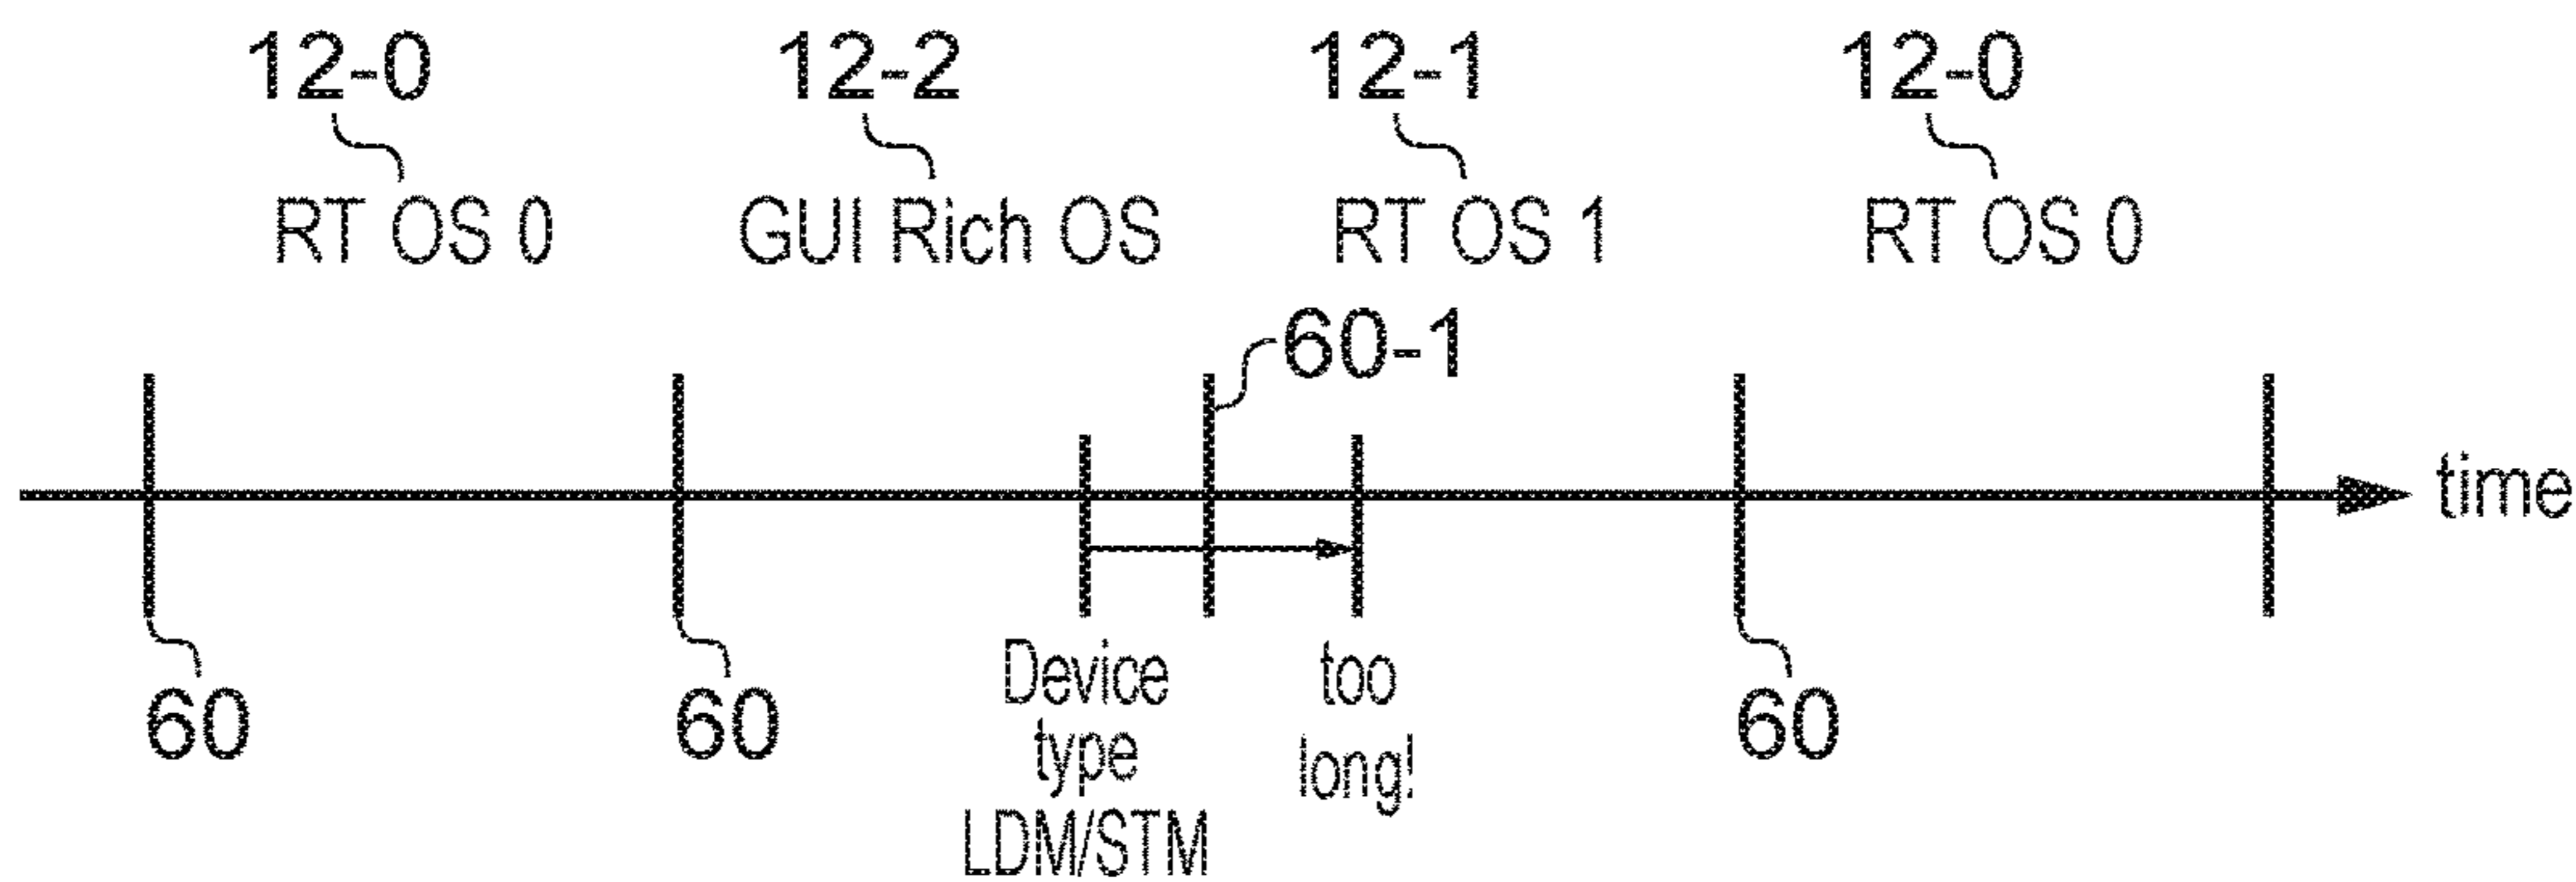 12-0 12-2 12-1 12-0
RT OS 0 GUI Rich OS RT OS 1 RT OS 0
60-1
time
Device too
60 60 type long! 60
LDM/STM